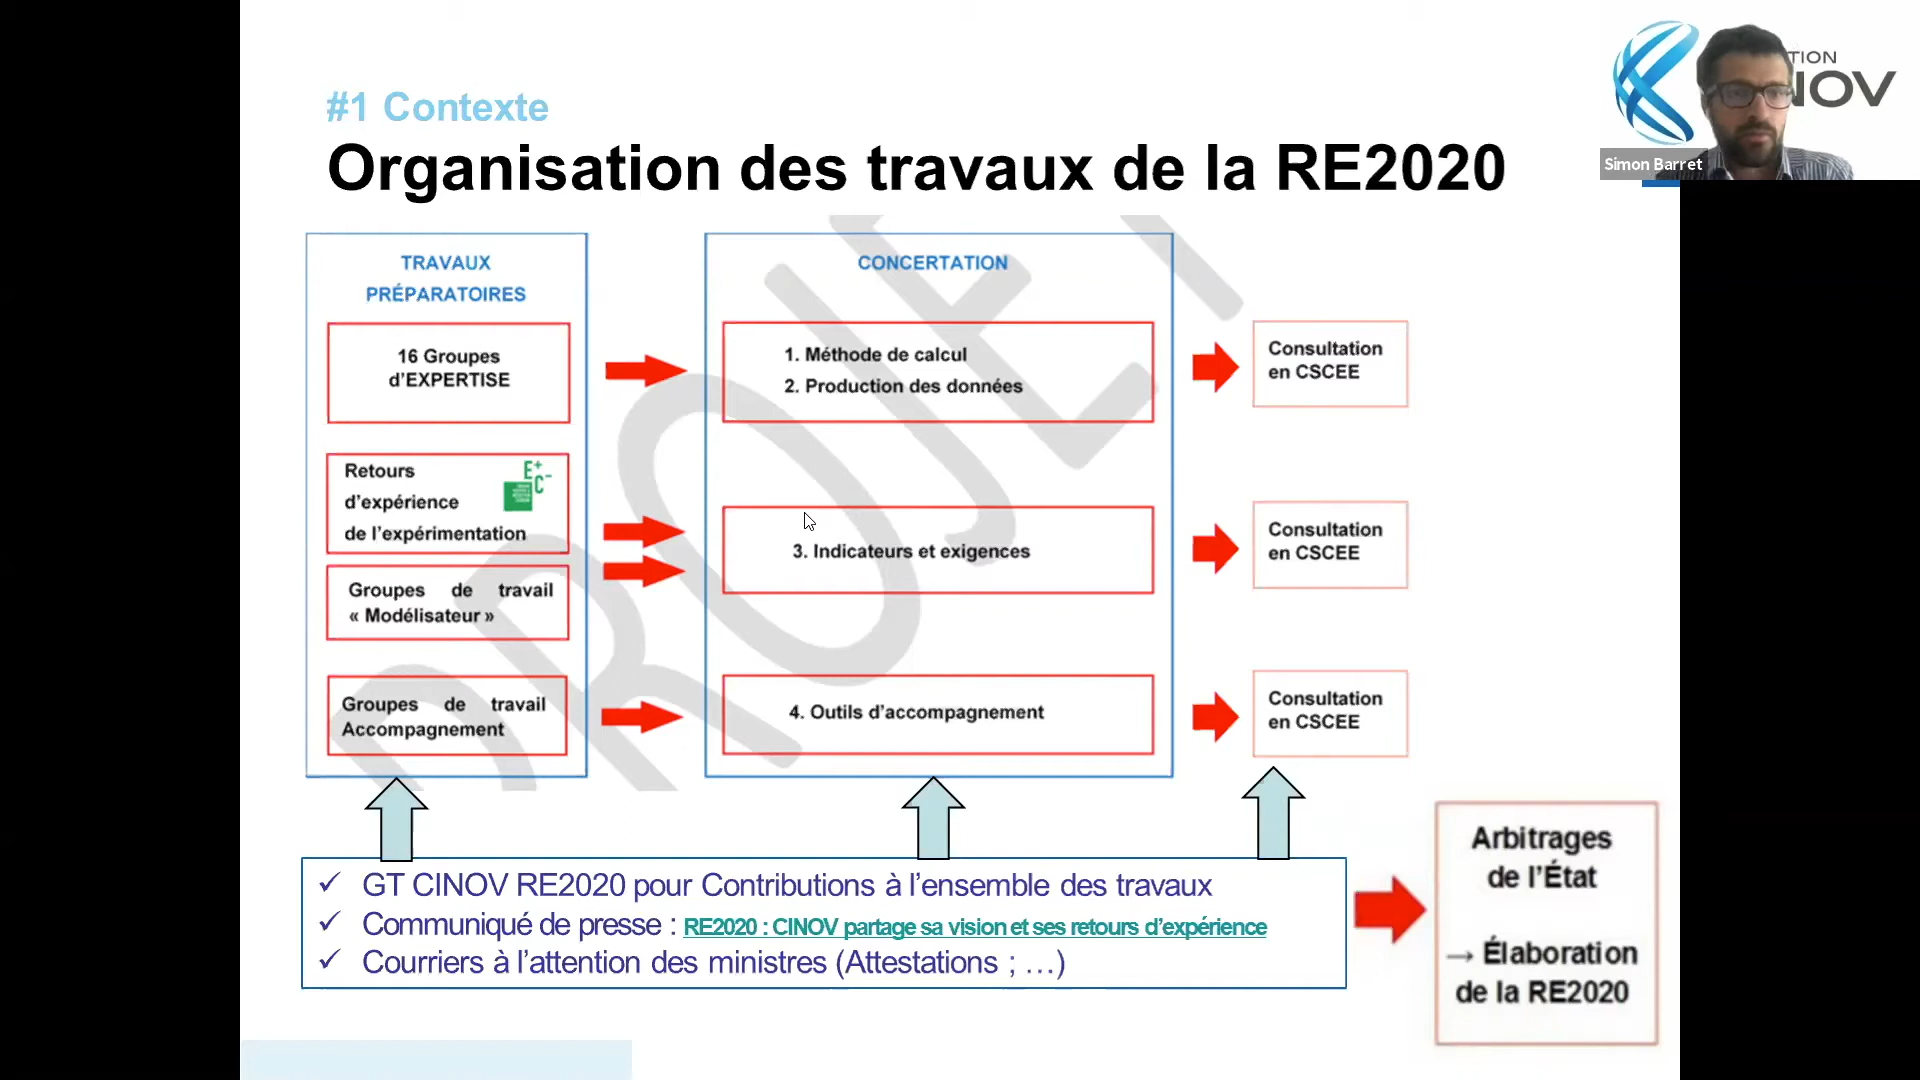 #1 Contexte
Organisation des travaux de la RE2020
TION
NOV
Simon Barret
TRAVAUX
PRÉPARATOIRES
16 Groupes
d'EXPERTISE
Retours
d'expérience
de l'expérimentation
E+
C-
Groupes de travail
« Modélisateur »
Groupes de travail
Accompagnement
CONCERTATION
1. Méthode de calcul
2. Production des données
3. Indicateurs et exigences
4. Outils d'accompagnement
Consultation
en CSCEE
Consultation
en CSCEE
Consultation
en CSCEE
PROJET
✓ GT CINOV RE2020 pour Contributions à l'ensemble des travaux
✓ Communiqué de presse : RE2020 : CINOV partage sa vision et ses retours d'expérience
✓ Courriers à l'attention des ministres (Attestations ; …)
Arbitrages
de l'État
→ Élaboration
de la RE2020